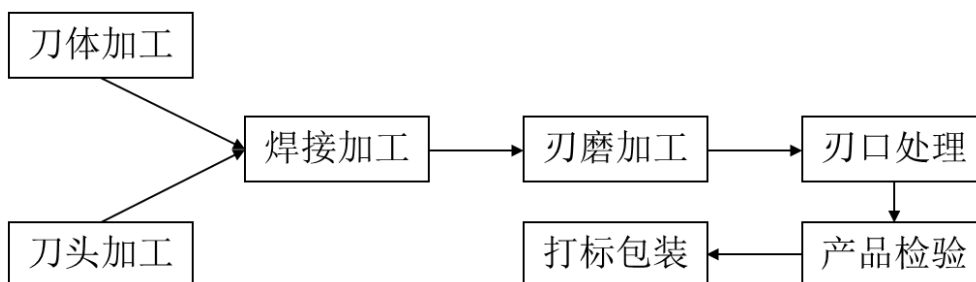 刀体加工
焊接加工
刃磨加工
刃口处理
刀头加工
打标包装
产品检验